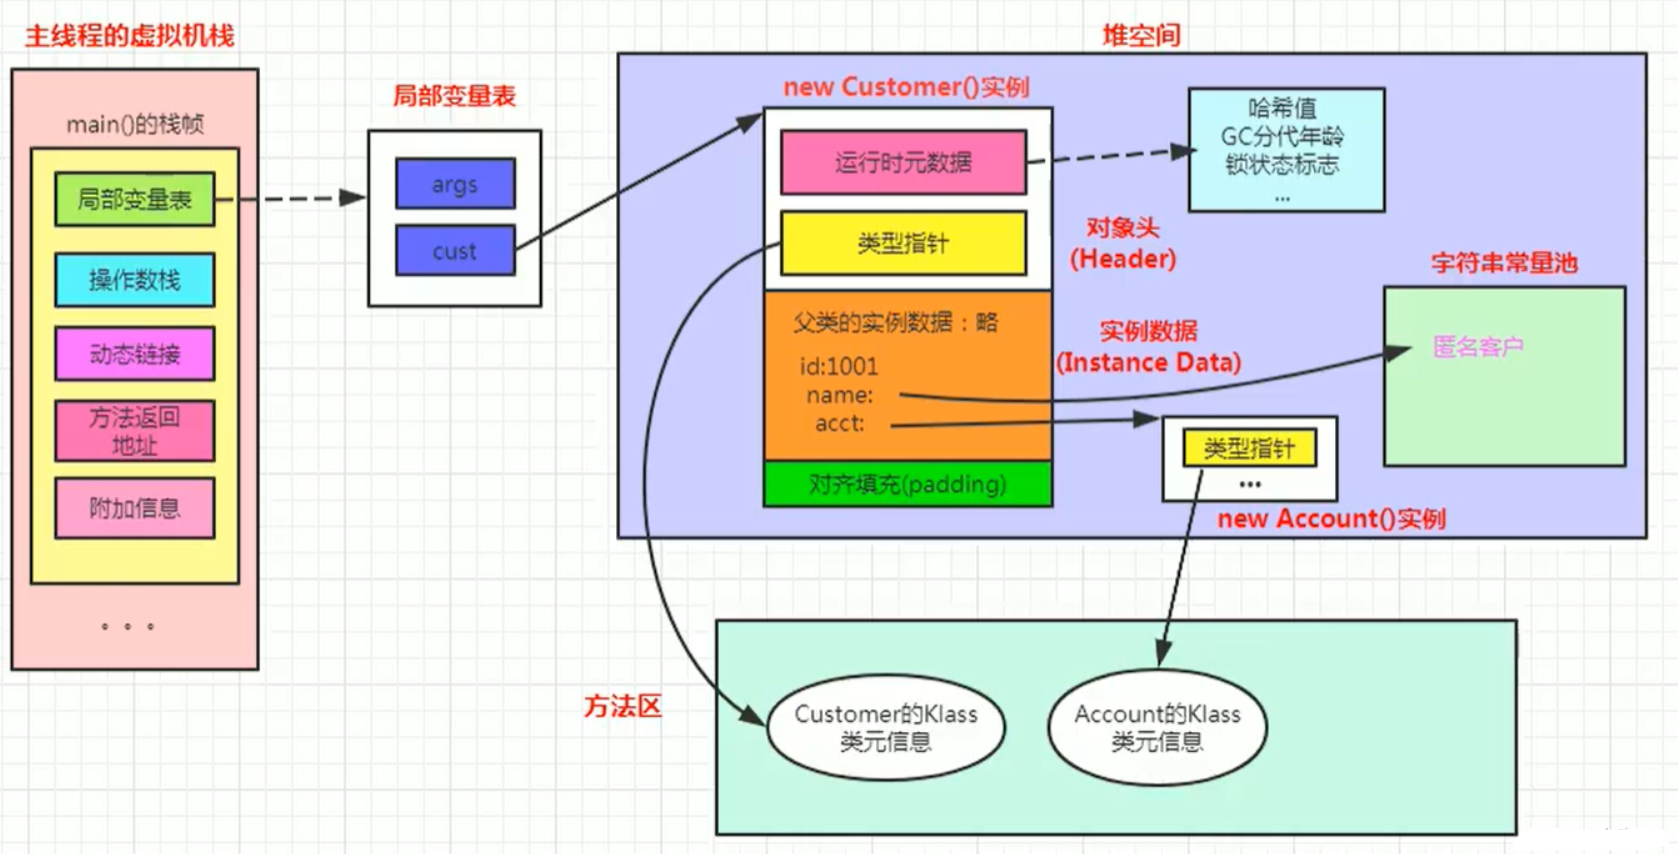 主线程的虚拟机栈
main()的栈帧
局部变量表
操作数栈
动态链接
方法返回
地址
附加信息
。。。
局部变量表
args
cust
堆空间
new Customer()实例
运行时元数据
类型指针
哈希值
GC分代年龄
锁状态标志
...
对象头
(Header)
父类的实例数据：略
id:1001
name:
acct:
实例数据
(Instance Data)
对齐填充(padding)
字符串常量池
匿名客户
类型指针
...
new Account()实例
方法区
Customer的Klass
类元信息
Account的Klass
类元信息